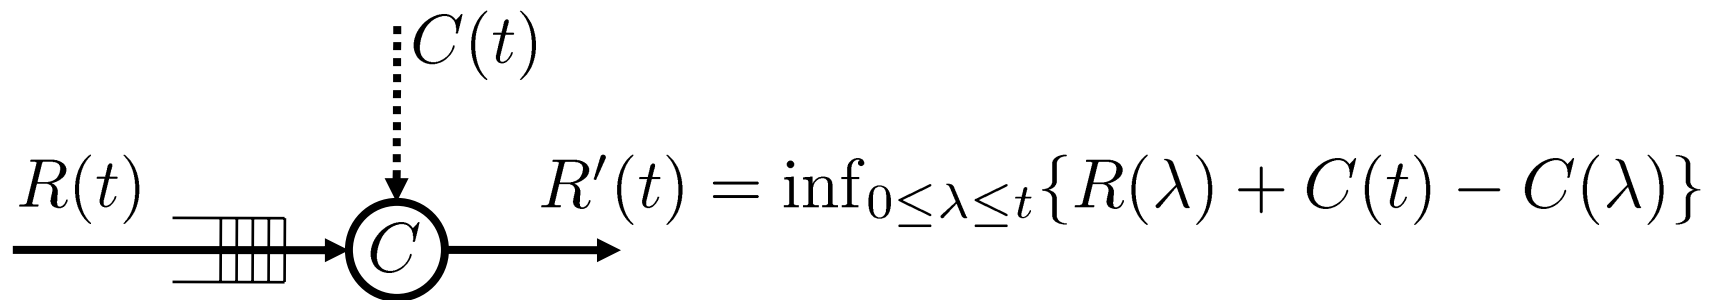 C(t)
R(t)
R′(t) = inf_{0≤λ≤t}{R(λ) + C(t) − C(λ)}
C